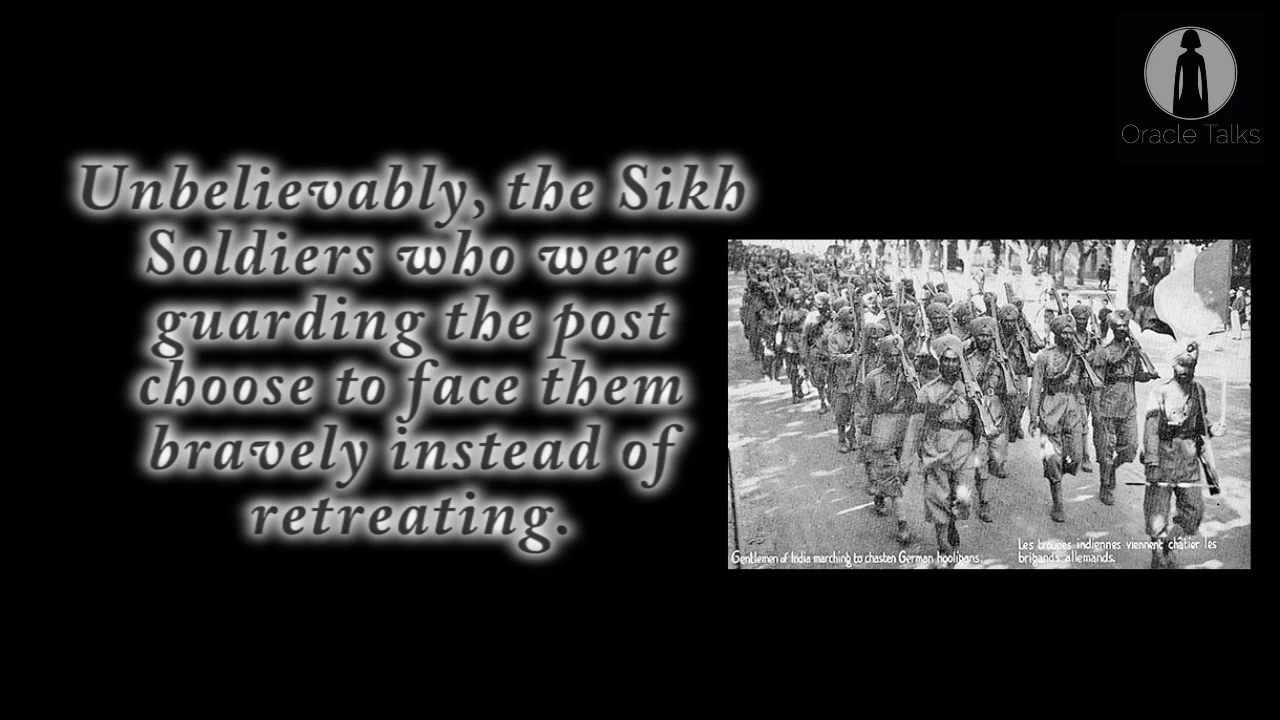 Oracle Talks
Unbelievably, the Sikh
Soldiers who were
guarding the post
choose to face them
bravely instead of
retreating.
Gentlemen of India marching to chasten German hooligans.
Les troupes indiennes viennent châtier les
brigands allemands.